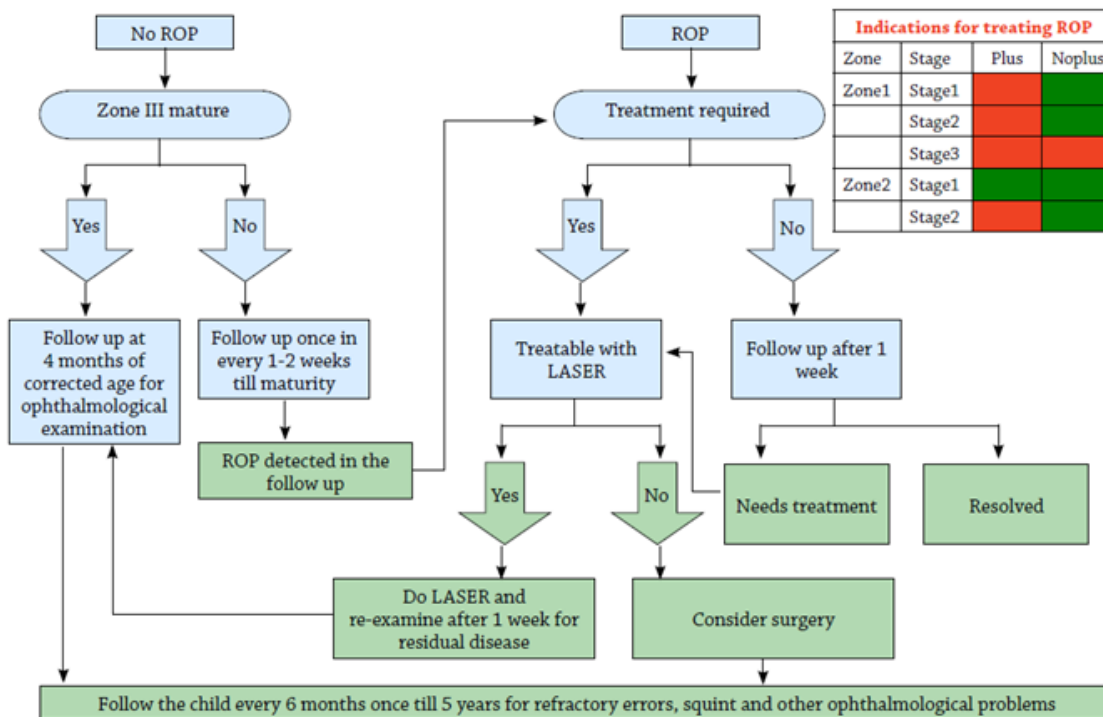 No ROP
ROP
Indications for treating ROP
Zone Stage Plus Noplus
Zone1 Stage1
Stage2
Stage3
Zone2 Stage1
Stage2
Zone III mature
Treatment required
Yes
No
Yes
No
Follow up at
4 months of
corrected age for
ophthalmological
examination
Follow up once in
every 1-2 weeks
till maturity
Treatable with
LASER
Follow up after 1
week
ROP detected in the
follow up
Yes
No
Needs treatment
Resolved
Do LASER and
re-examine after 1 week for
residual disease
Consider surgery
Follow the child every 6 months once till 5 years for refractory errors, squint and other ophthalmological problems